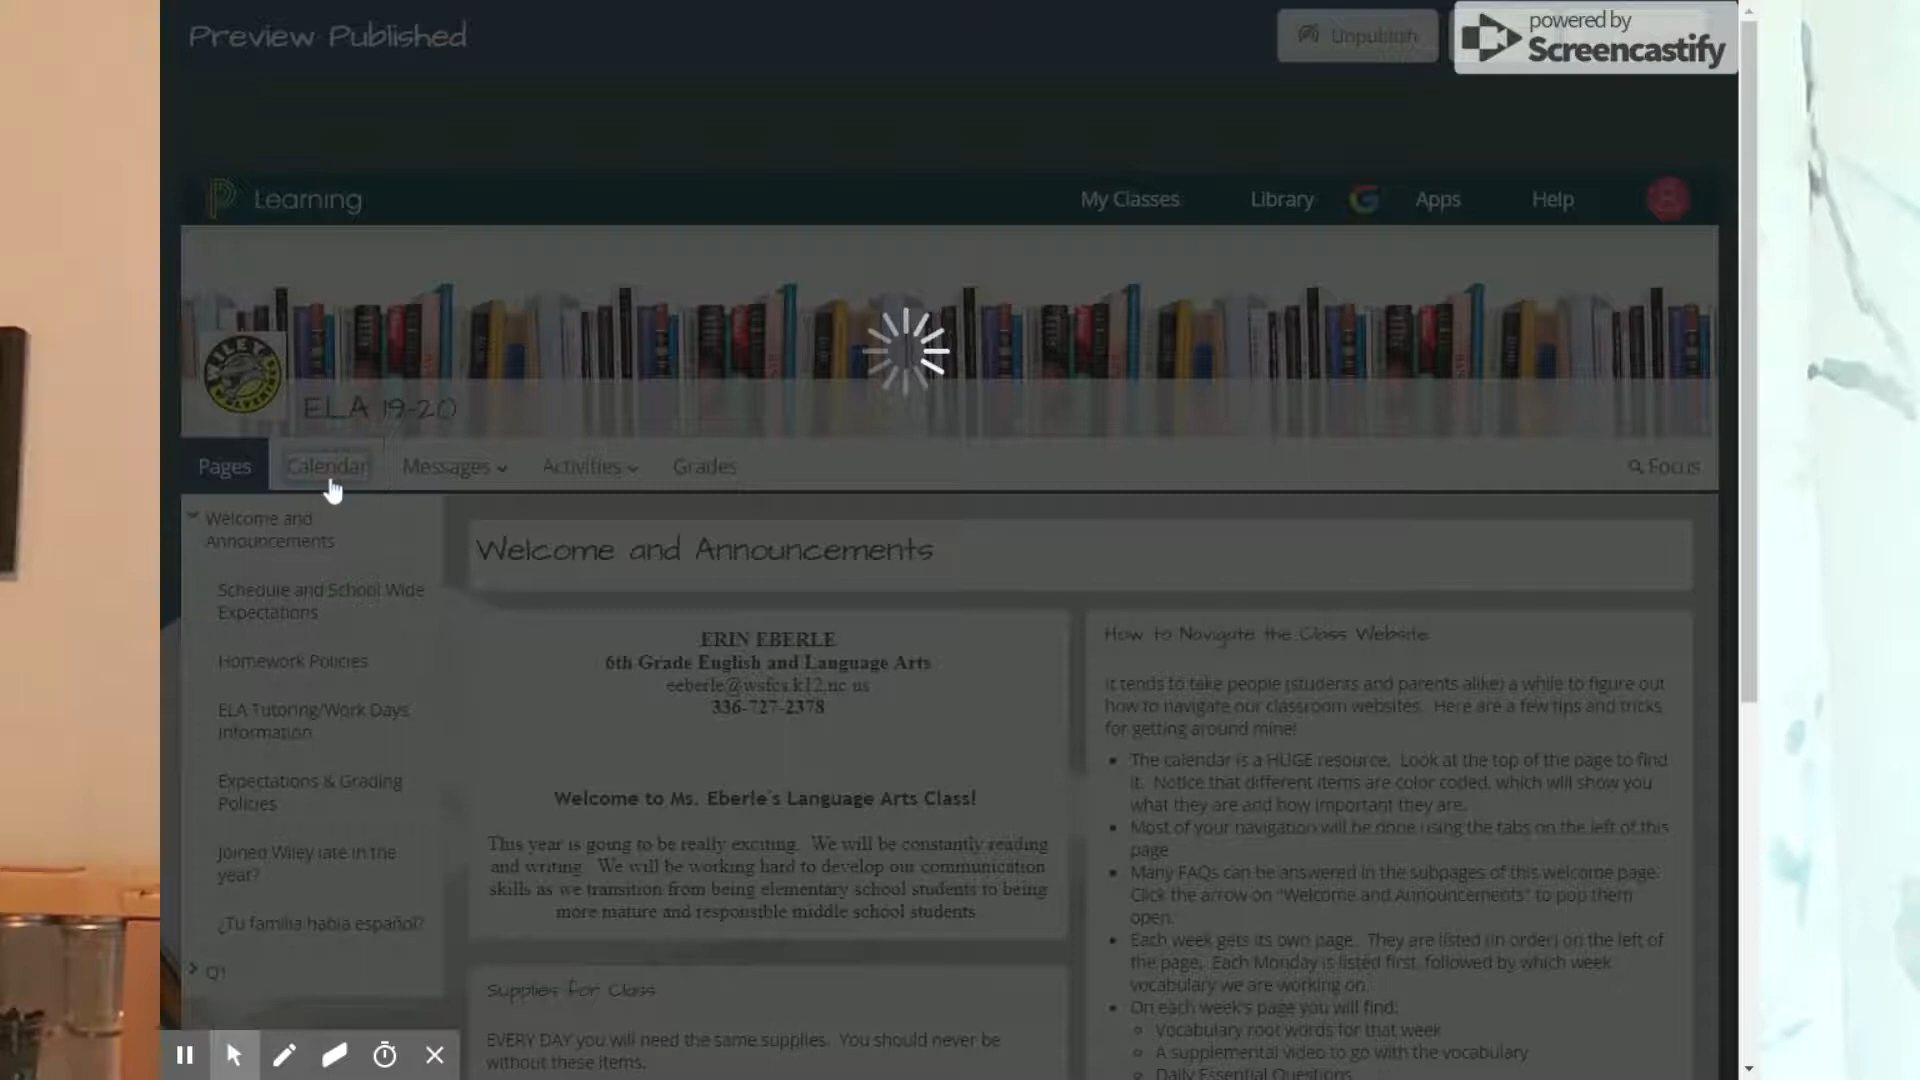 Preview Published
Unpublish
powered by
Screencastify
Learning
My Classes
Library
Apps
Help
WILEY
WOLVERINES
ELA 19-20
Pages
Calendar
Messages
Activities
Grades
Focus
Welcome and
Announcements
Schedule and School Wide
Expectations
Homework Policies
ELA Tutoring/Work Days
Information
Expectations & Grading
Policies
Joined Wiley late in the
year?
¿Tu familia habla español?
Q1
Welcome and Announcements
ERIN EBERLE
6th Grade English and Language Arts
eeberle@wsfcs.k12.nc.us
336-727-2378
Welcome to Ms. Eberle's Language Arts Class!
This year is going to be really exciting. We will be constantly reading
and writing. We will be working hard to develop our communication
skills as we transition from being elementary school students to being
more mature and responsible middle school students
Supplies for Class
EVERY DAY you will need the same supplies. You should never be
without these items.
How to Navigate the Class Website
It tends to take people (students and parents alike) a while to figure out
how to navigate our classroom websites. Here are a few tips and tricks
for getting around mine!
The calendar is a HUGE resource. Look at the top of the page to find
it. Notice that different items are color coded, which will show you
what they are and how important they are.
Most of your navigation will be done using the tabs on the left of this
page
Many FAQs can be answered in the subpages of this welcome page.
Click the arrow on "Welcome and Announcements" to pop them
open.
Each week gets its own page. They are listed (in order) on the left of
the page. Each Monday is listed first, followed by which week
vocabulary we are working on.
On each week's page you will find:
Vocabulary root words for that week
A supplemental video to go with the vocabulary
Daily Essential Questions